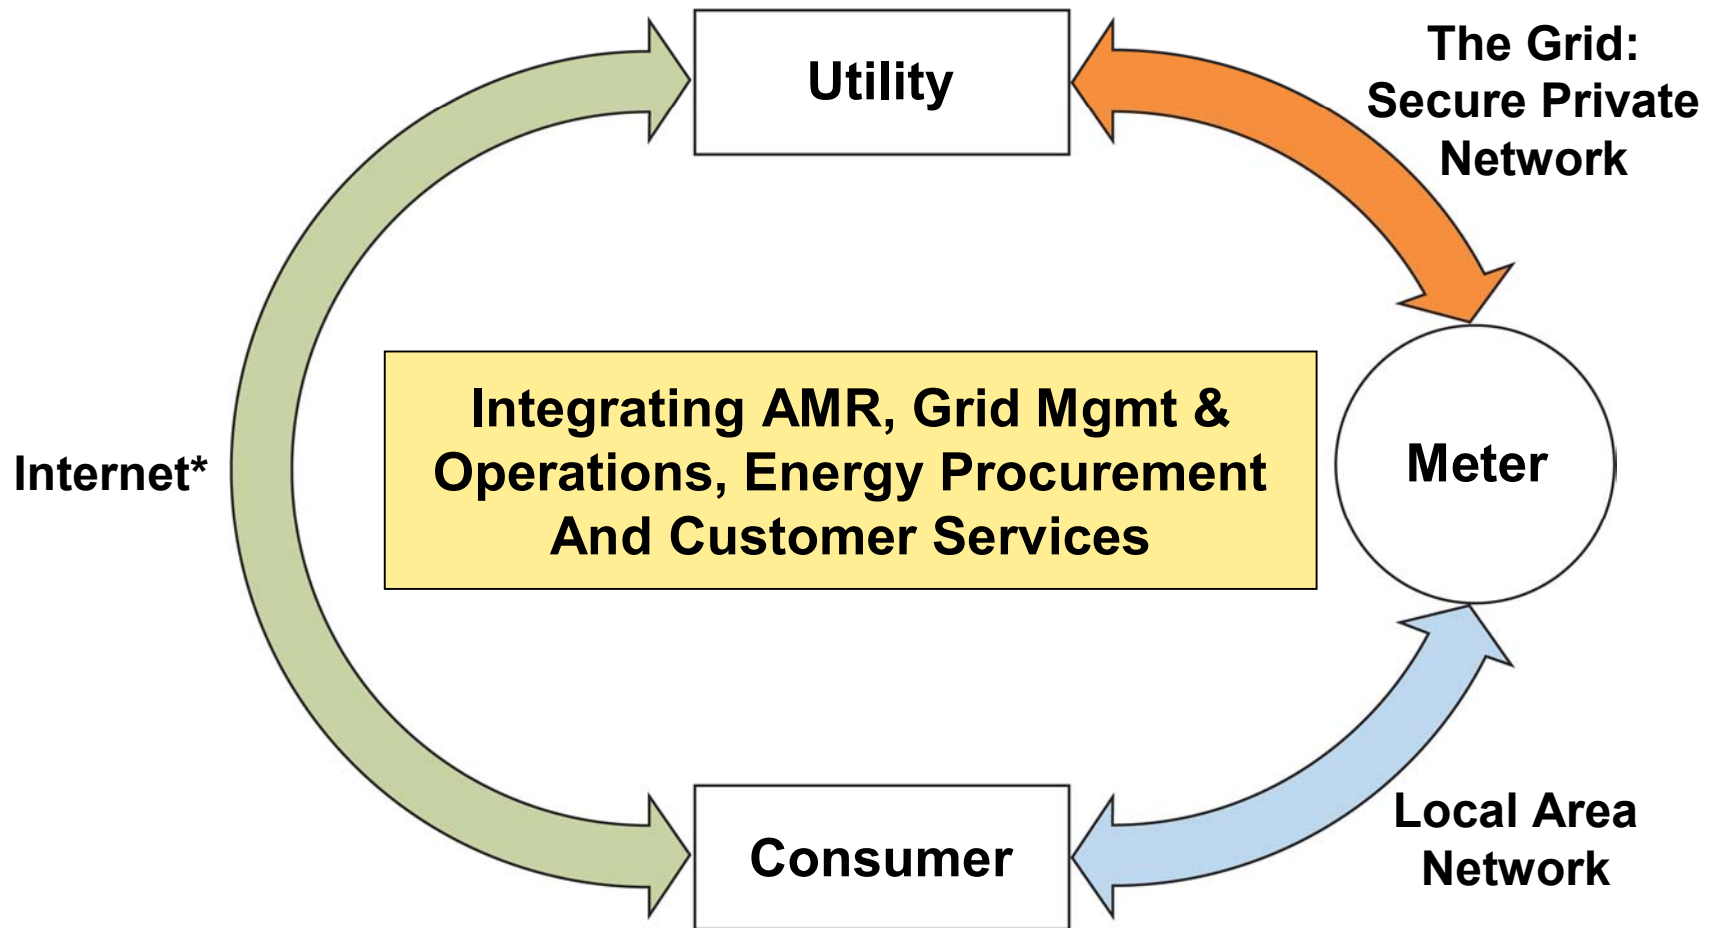 Utility
The Grid:
Secure Private
Network
Integrating AMR, Grid Mgmt &
Operations, Energy Procurement
And Customer Services
Internet*
Meter
Consumer
Local Area
Network